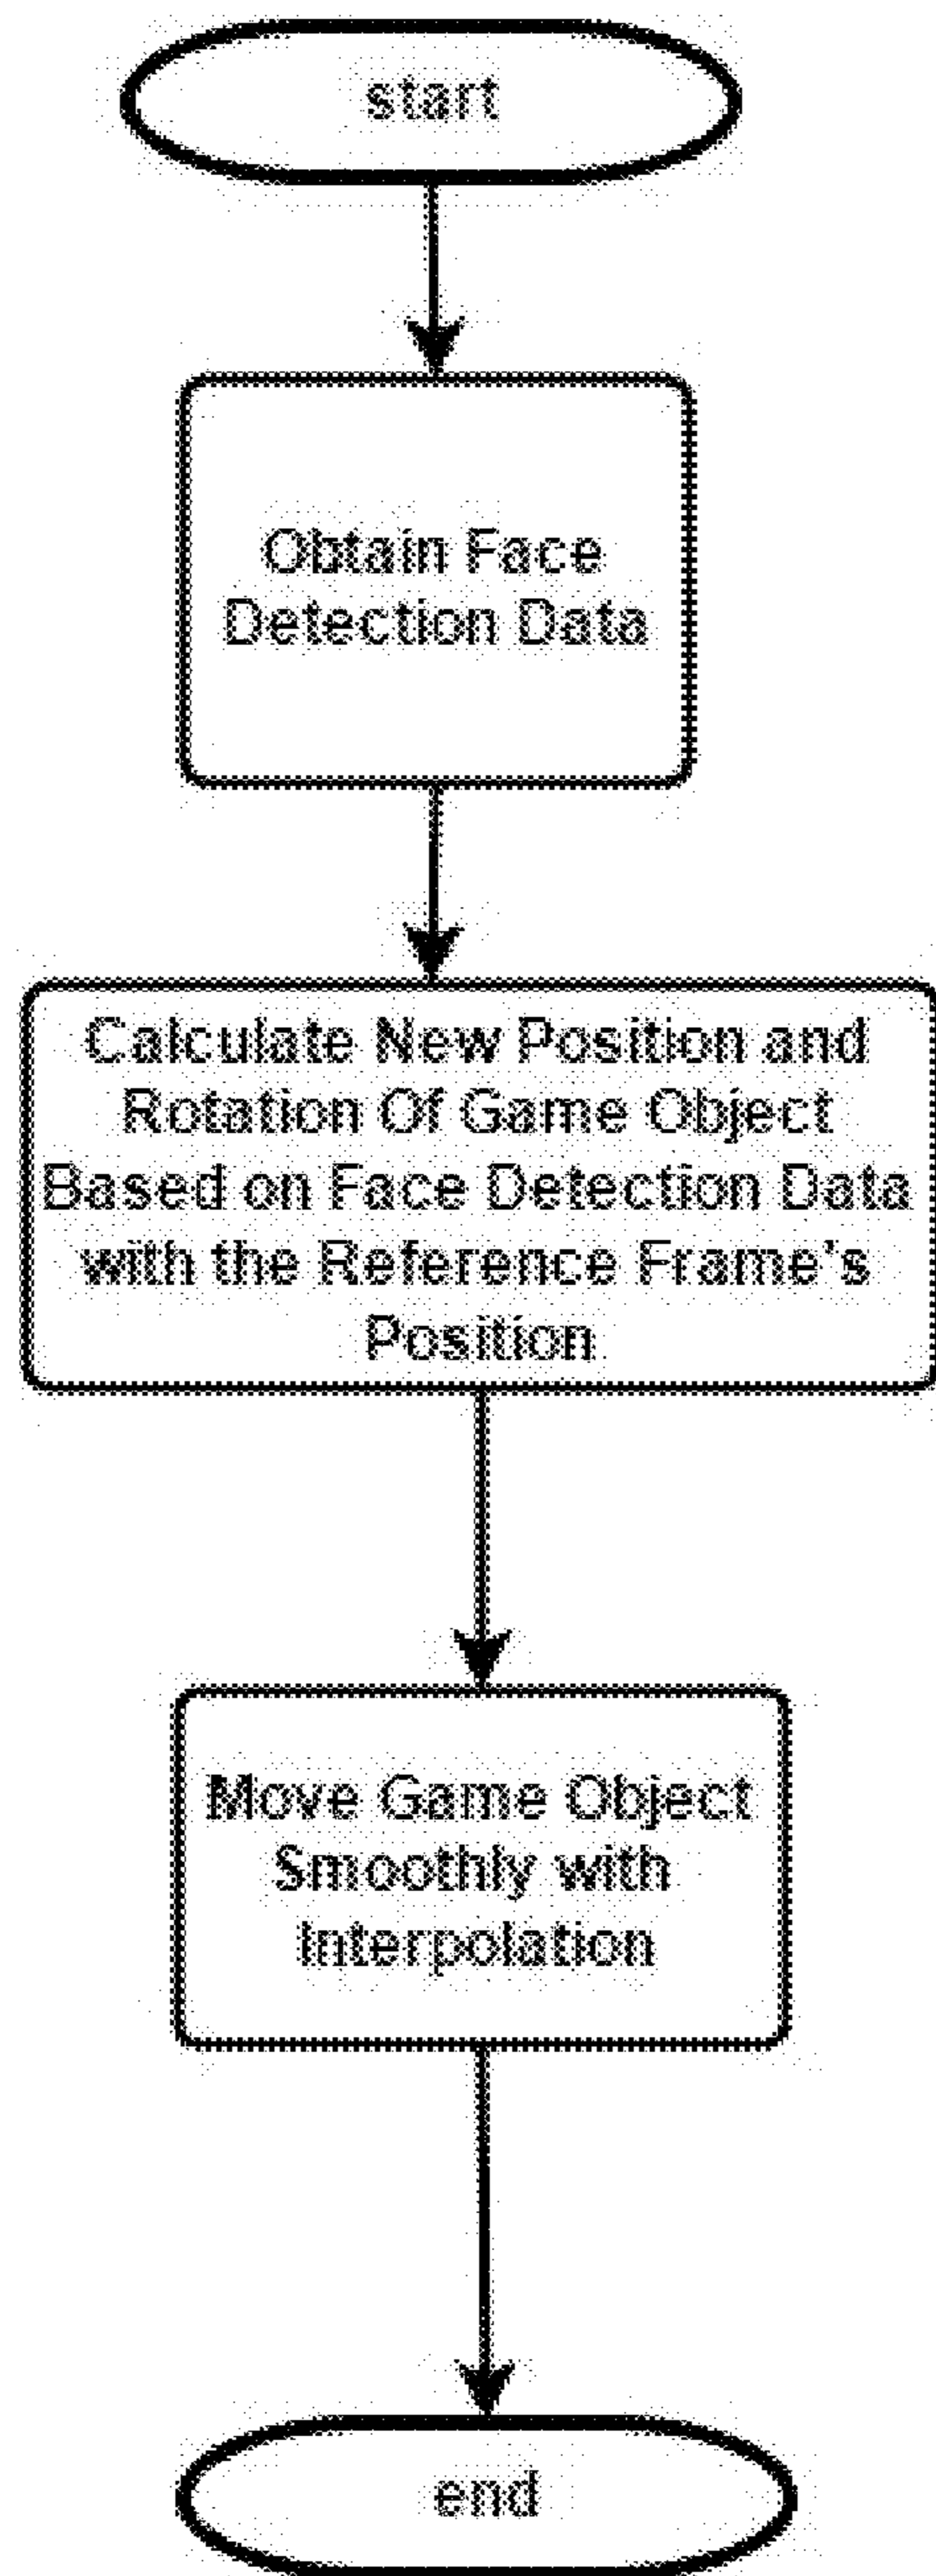 start
Obtain Face
Detection Data
Calculate New Position and
Rotation Of Game Object
Based on Face Detection Data
with the Reference Frame's
Position
Move Game Object
Smoothly with
Interpolation
end